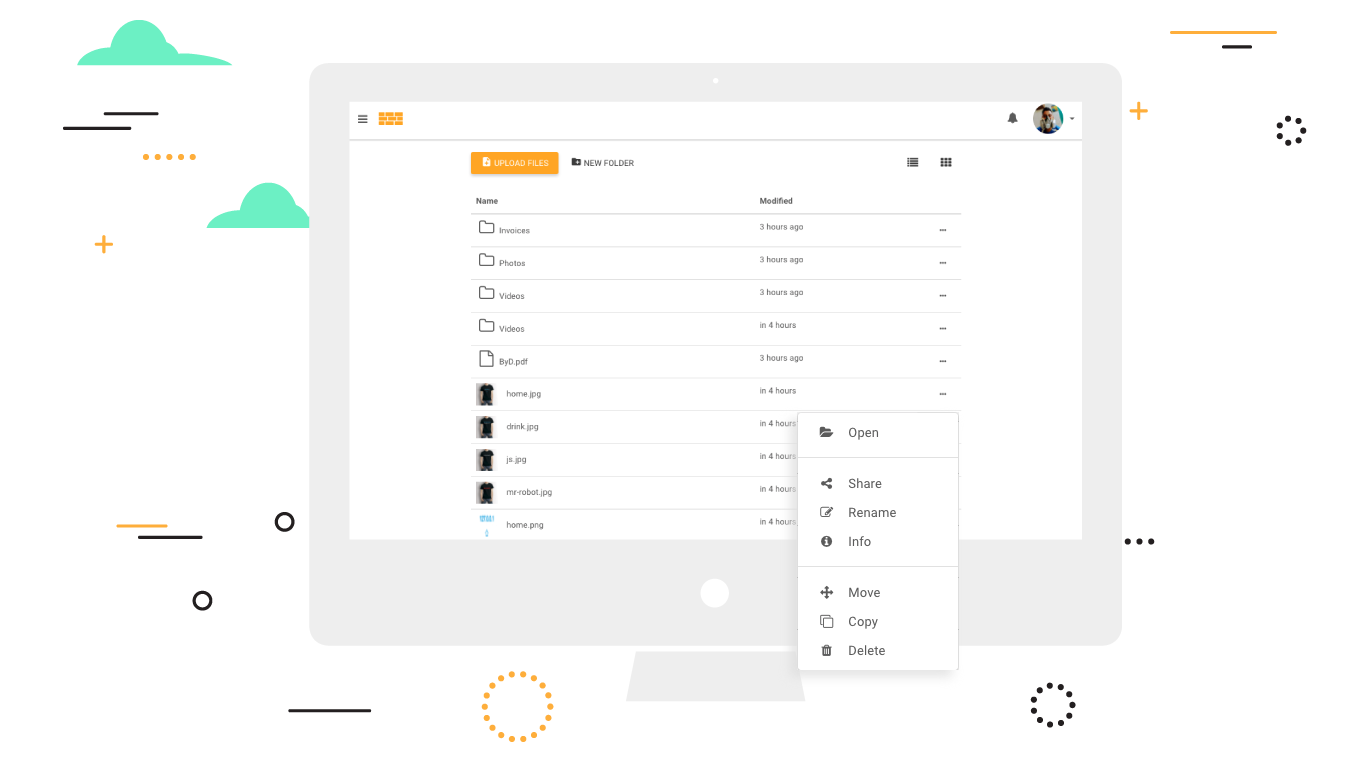 UPLOAD FILES NEW FOLDER
Name Modified
Invoices 3 hours ago
Photos 3 hours ago
Videos 3 hours ago
Videos in 4 hours
ByD.pdf 3 hours ago
home.jpg in 4 hours
drink.jpg in 4 hours
js.jpg in 4 hours
mr-robot.jpg in 4 hours
home.png in 4 hours
Open
Share
Rename
Info
Move
Copy
Delete